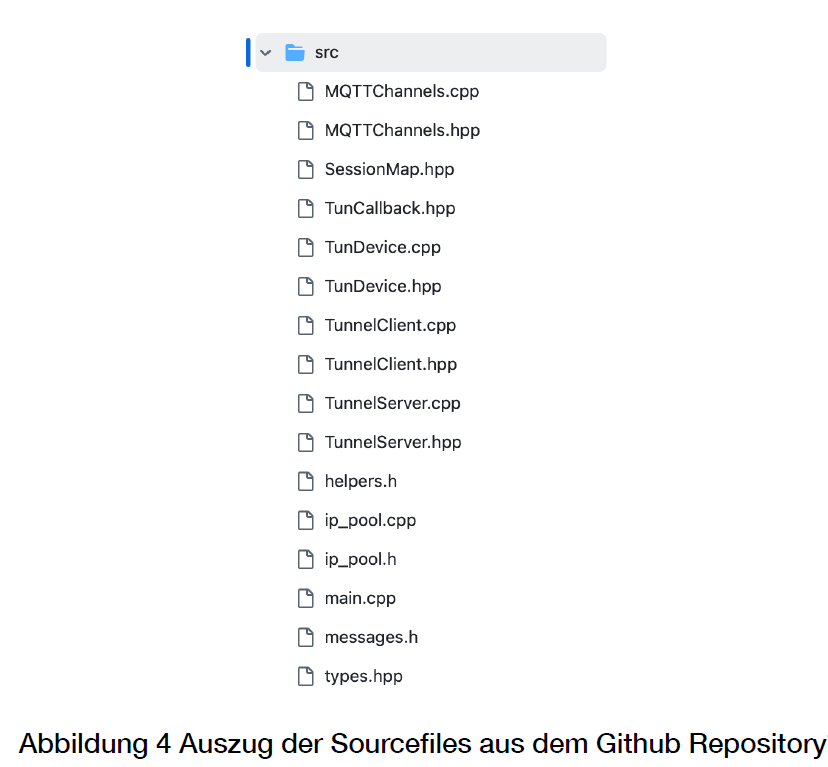 src
MQTTChannels.cpp
MQTTChannels.hpp
SessionMap.hpp
TunCallback.hpp
TunDevice.cpp
TunDevice.hpp
TunnelClient.cpp
TunnelClient.hpp
TunnelServer.cpp
TunnelServer.hpp
helpers.h
ip_pool.cpp
ip_pool.h
main.cpp
messages.h
types.hpp
Abbildung 4 Auszug der Sourcefiles aus dem Github Repository